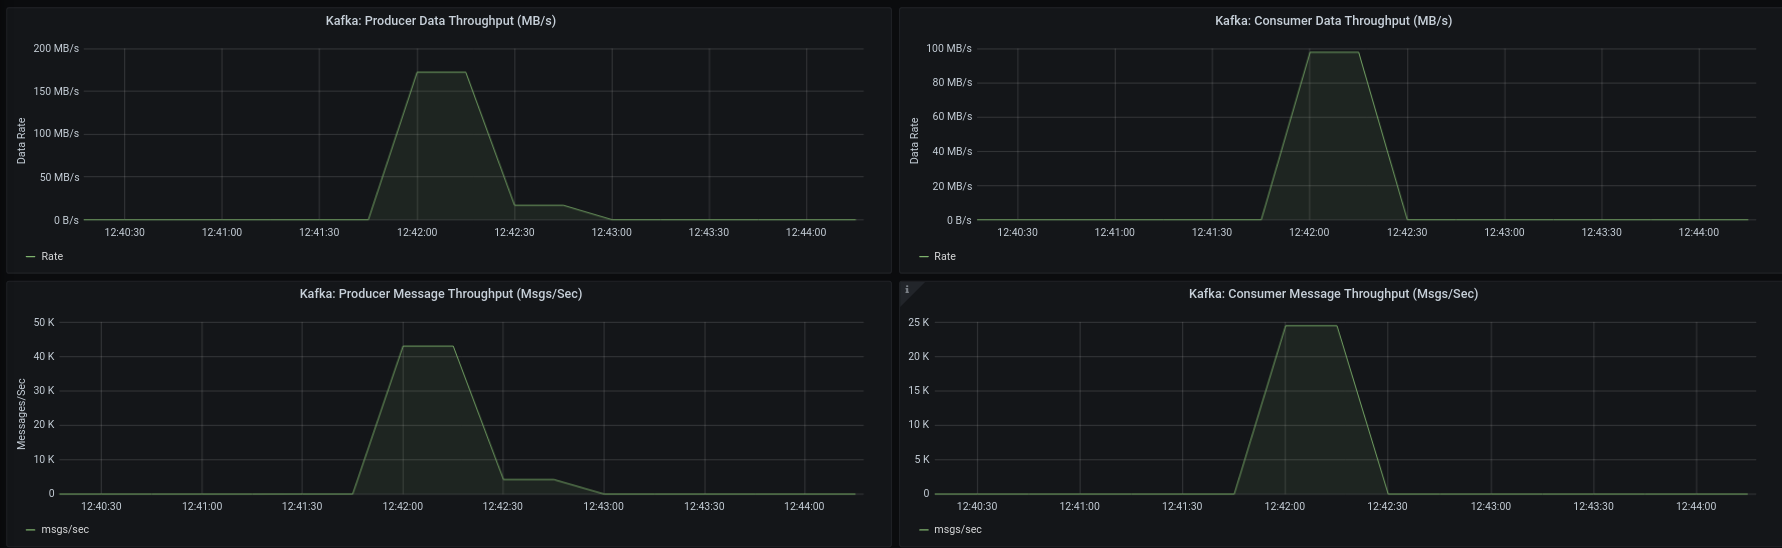 Kafka: Producer Data Throughput (MB/s)
200 MB/s
150 MB/s
100 MB/s
50 MB/s
0 B/s
Data Rate
12:40:30 12:41:00 12:41:30 12:42:00 12:42:30 12:43:00 12:43:30 12:44:00
Rate
Kafka: Consumer Data Throughput (MB/s)
100 MB/s
80 MB/s
60 MB/s
40 MB/s
20 MB/s
0 B/s
Data Rate
12:40:30 12:41:00 12:41:30 12:42:00 12:42:30 12:43:00 12:43:30 12:44:00
Rate
Kafka: Producer Message Throughput (Msgs/Sec)
50 K
40 K
30 K
20 K
10 K
0
Messages/Sec
12:40:30 12:41:00 12:41:30 12:42:00 12:42:30 12:43:00 12:43:30 12:44:00
msgs/sec
i
Kafka: Consumer Message Throughput (Msgs/Sec)
25 K
20 K
15 K
10 K
5 K
0
12:40:30 12:41:00 12:41:30 12:42:00 12:42:30 12:43:00 12:43:30 12:44:00
msgs/sec